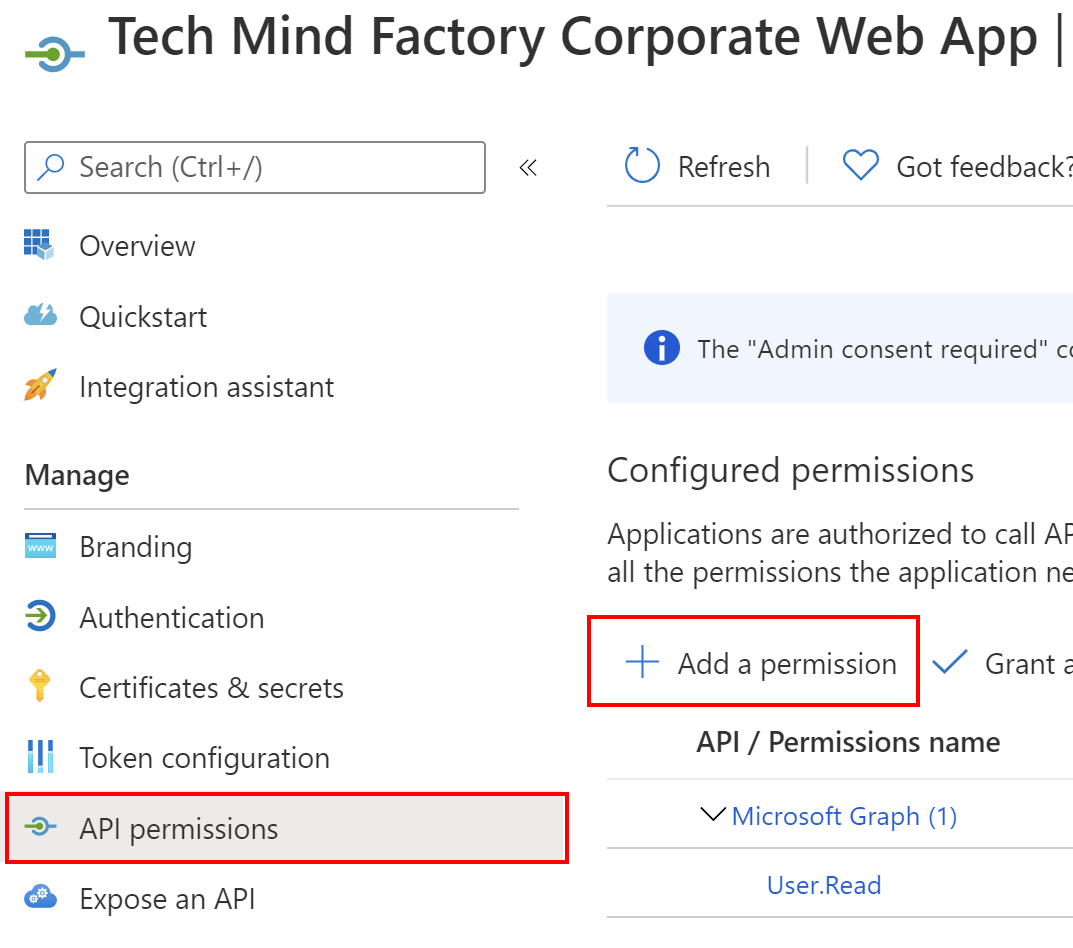 Tech Mind Factory Corporate Web App |
Search (Ctrl+/)
«
Refresh
Got feedback?
Overview
Quickstart
Integration assistant
The "Admin consent required"
Manage
Configured permissions
Branding
Applications are authorized to call
all the permissions the application
Authentication
Add a permission
Grant
Certificates & secrets
API / Permissions name
Token configuration
Microsoft Graph (1)
API permissions
User.Read
Expose an API
www